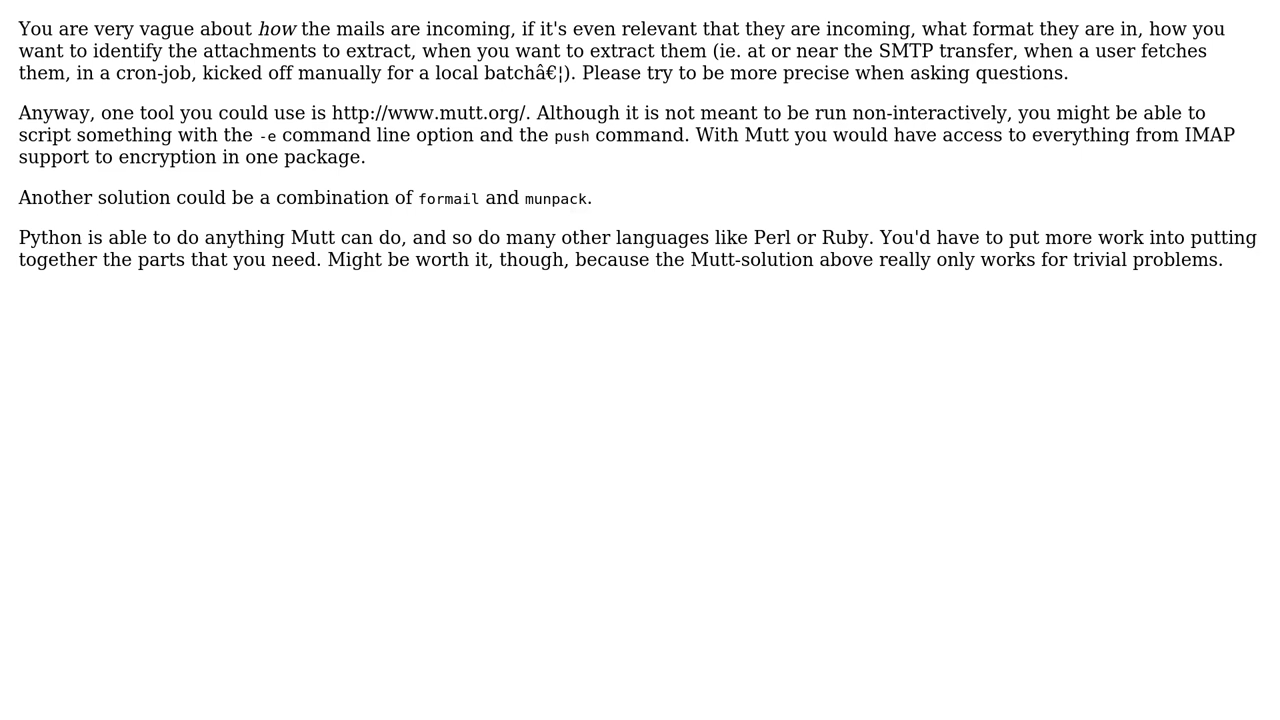 You are very vague about how the mails are incoming, if it's even relevant that they are incoming, what format they are in, how you
want to identify the attachments to extract, when you want to extract them (ie. at or near the SMTP transfer, when a user fetches
them, in a cron-job, kicked off manually for a local batchâ€¦). Please try to be more precise when asking questions.
Anyway, one tool you could use is http://www.mutt.org/. Although it is not meant to be run non-interactively, you might be able to
script something with the -e command line option and the push command. With Mutt you would have access to everything from IMAP
support to encryption in one package.
Another solution could be a combination of formail and munpack.
Python is able to do anything Mutt can do, and so do many other languages like Perl or Ruby. You'd have to put more work into putting
together the parts that you need. Might be worth it, though, because the Mutt-solution above really only works for trivial problems.